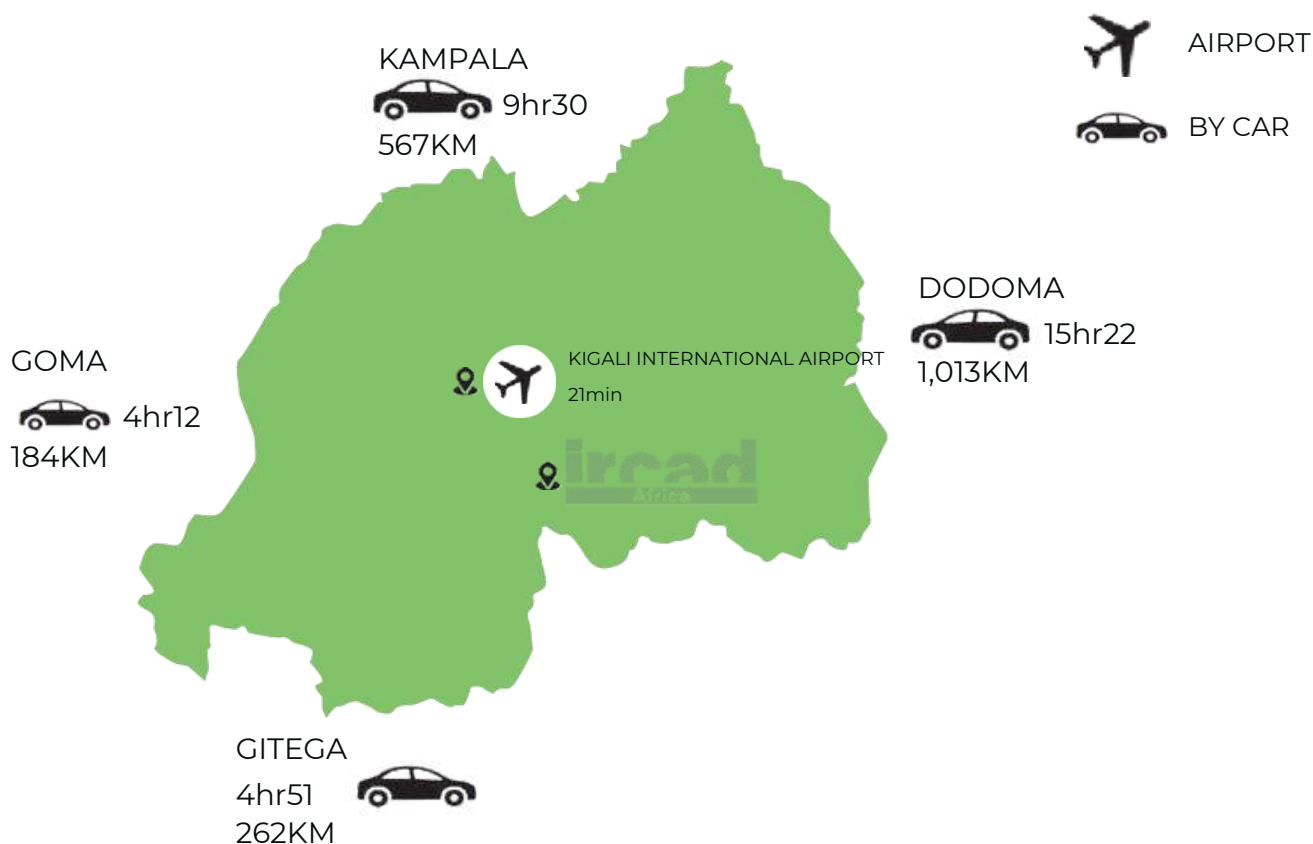 AIRPORT
BY CAR
KAMPALA
9hr30
567KM
DODOMA
15hr22
1,013KM
GOMA
4hr12
184KM
KIGALI INTERNATIONAL AIRPORT
21min
ircad
Africa
GITEGA
4hr51
262KM